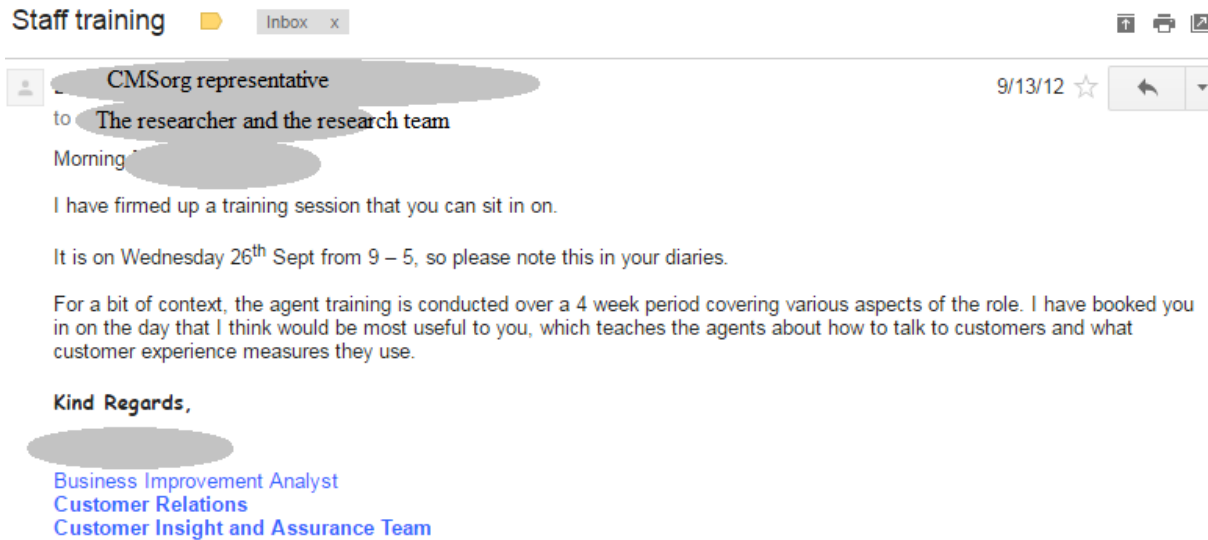 Staff training
Inbox x
CMSorg representative
9/13/12
to The researcher and the research team
Morning
I have firmed up a training session that you can sit in on.
It is on Wednesday 26th Sept from 9 – 5, so please note this in your diaries.
For a bit of context, the agent training is conducted over a 4 week period covering various aspects of the role. I have booked you
in on the day that I think would be most useful to you, which teaches the agents about how to talk to customers and what
customer experience measures they use.
Kind Regards,
Business Improvement Analyst
Customer Relations
Customer Insight and Assurance Team